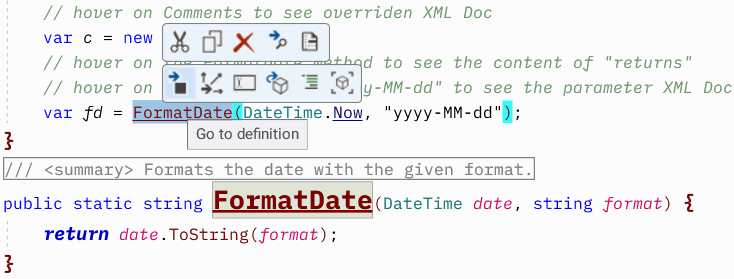 // hover on Comments to see overriden XML Doc
var c = new
// hover on the FormatDate method to see the content of "returns"
// hover on y-MM-dd" to see the parameter XML Doc
var fd = FormatDate(DateTime.Now, "yyyy-MM-dd");
Go to definition
}
/// <summary> Formats the date with the given format.
public static string FormatDate(DateTime date, string format) {
return date.ToString(format);
}